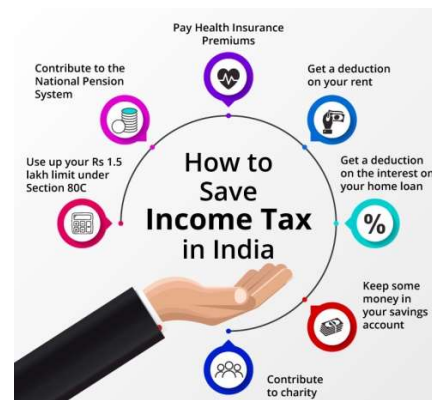 Pay Health Insurance
Premiums
Contribute to the
National Pension
System
Get a deduction
on your rent
Use up your Rs 1.5
lakh limit under
Section 80C
How to
Save
Income Tax
in India
Get a deduction
on the interest on
your home loan
%
Keep some
money in
your savings
account
Contribute
to charity